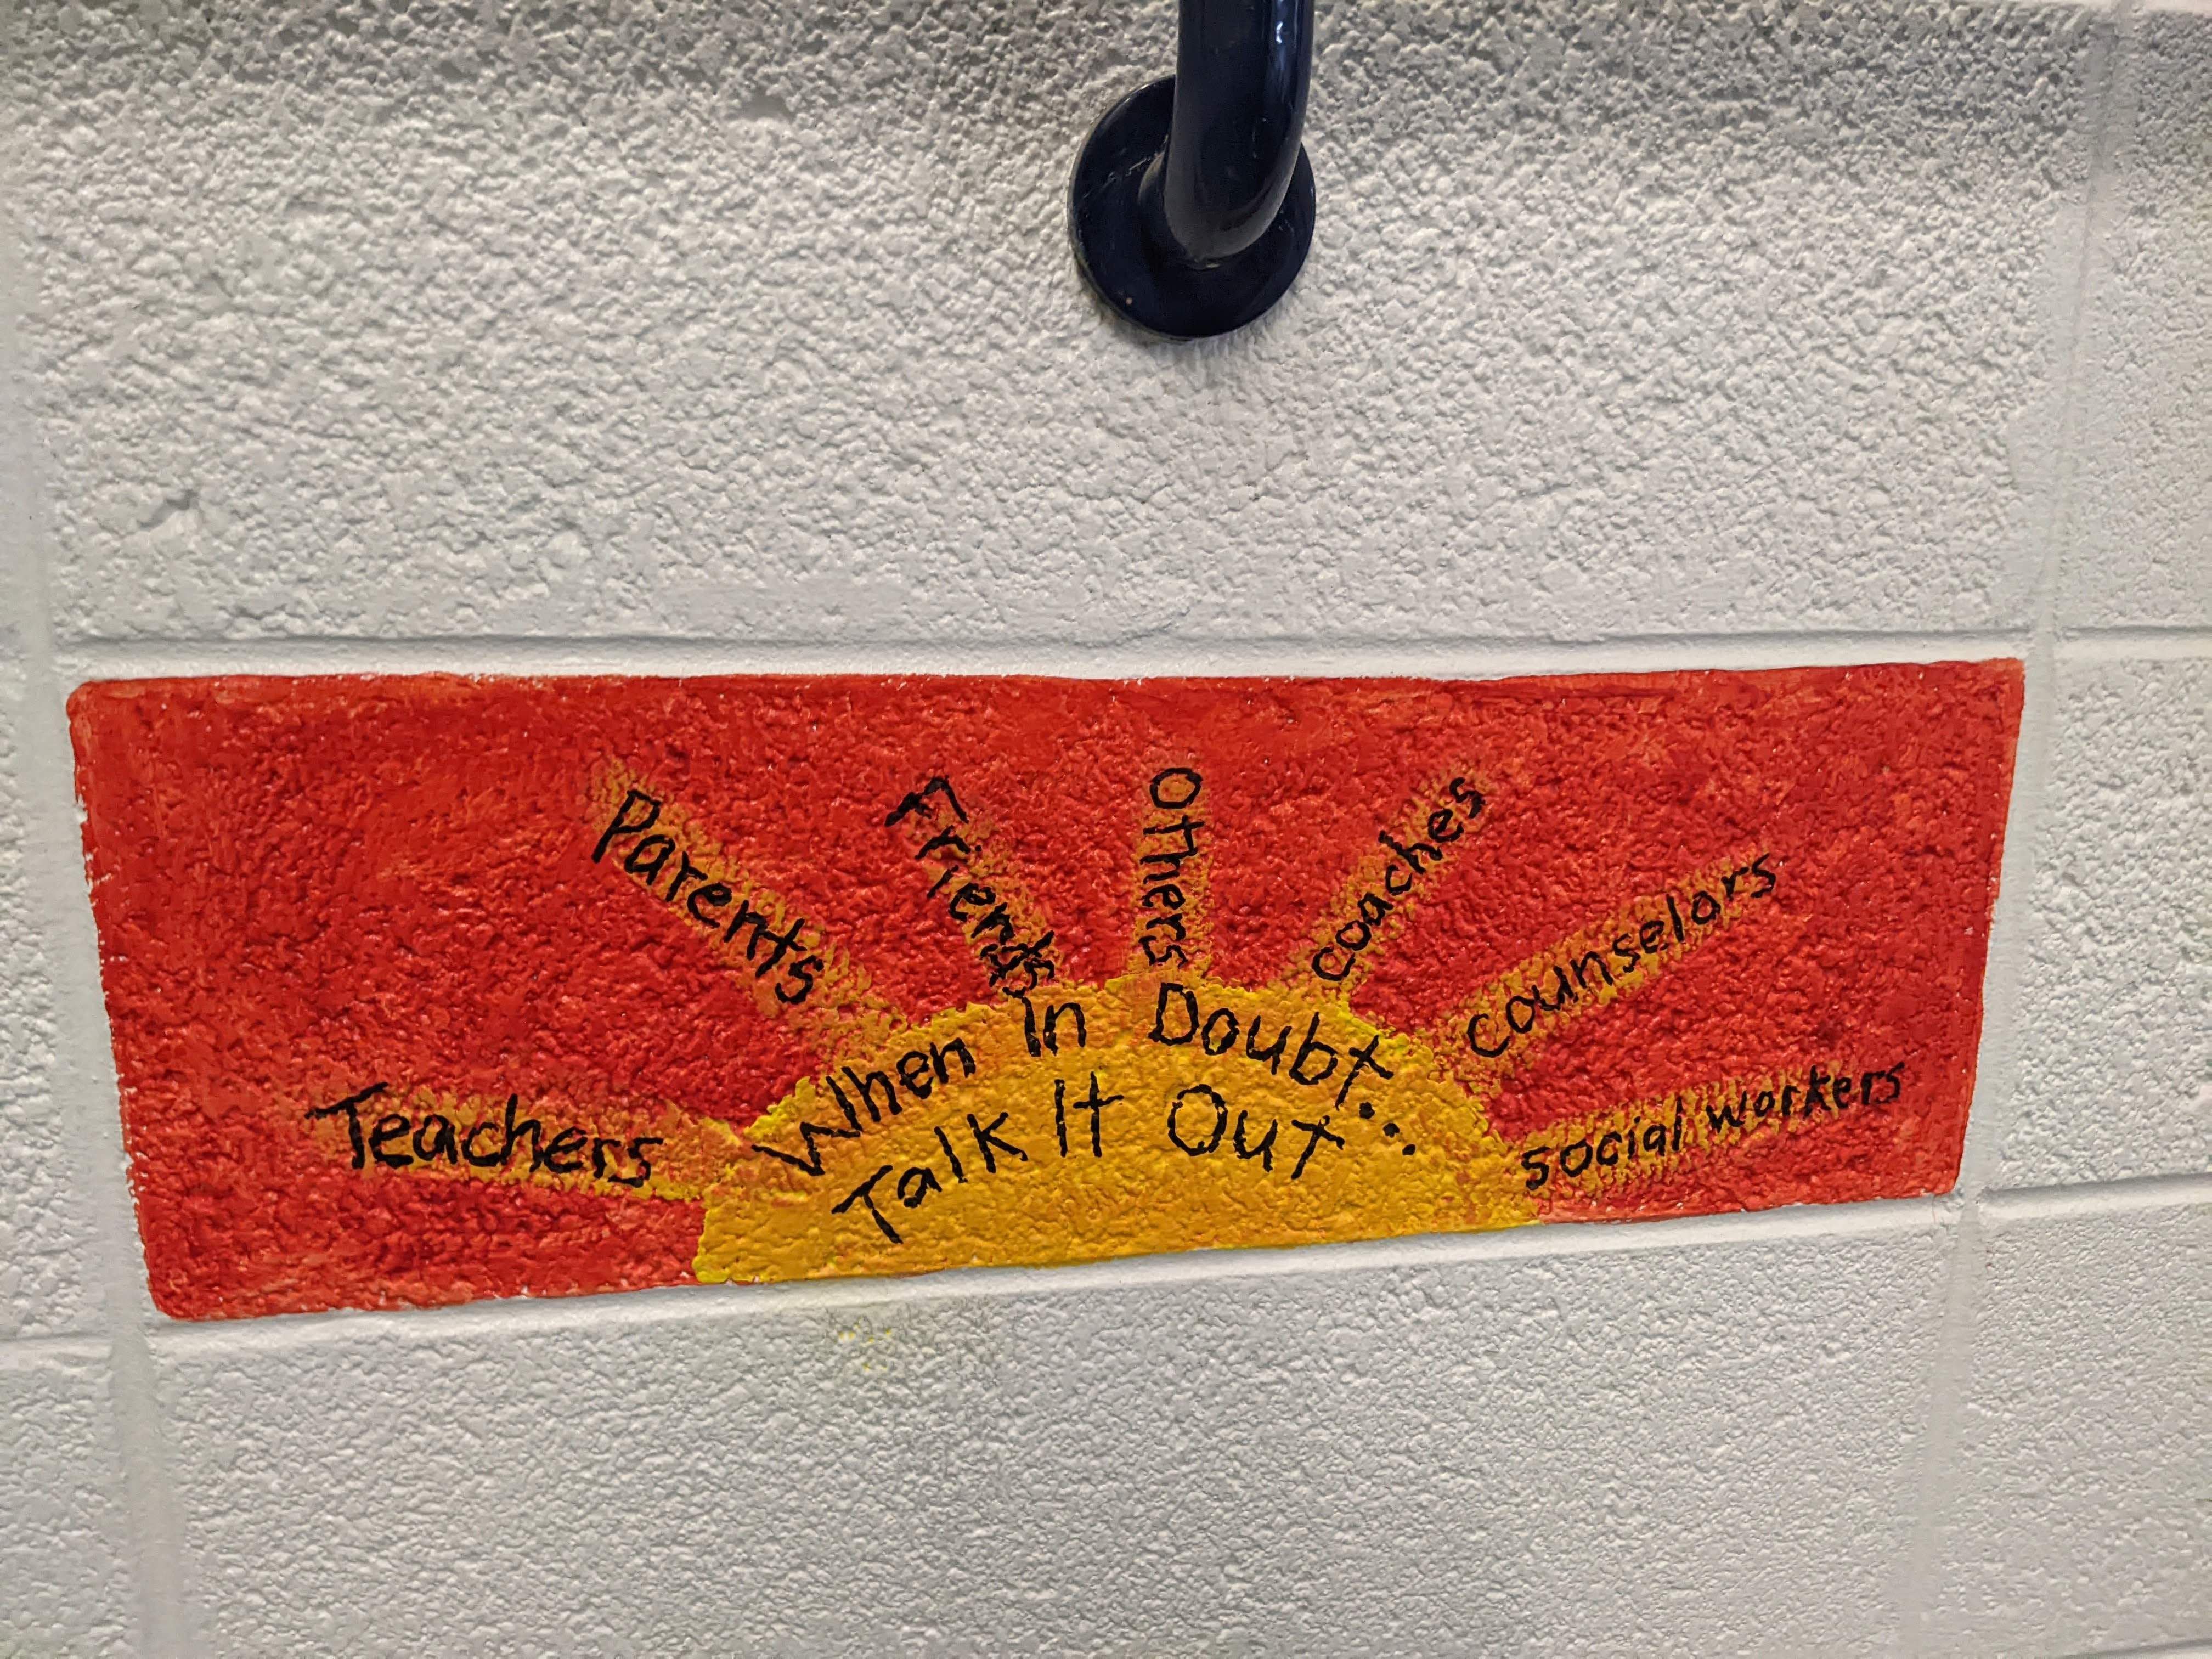 Teachers
Parents
Friends
Others
coaches
counselors
social workers
When In Doubt...
Talk It Out